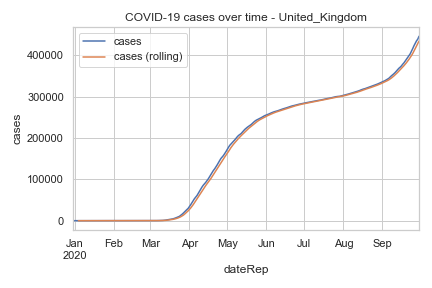 COVID-19 cases over time - United_Kingdom
cases
cases (rolling)
400000
300000
200000
100000
0
cases
Jan Feb Mar Apr May Jun Jul Aug Sep
2020
dateRep